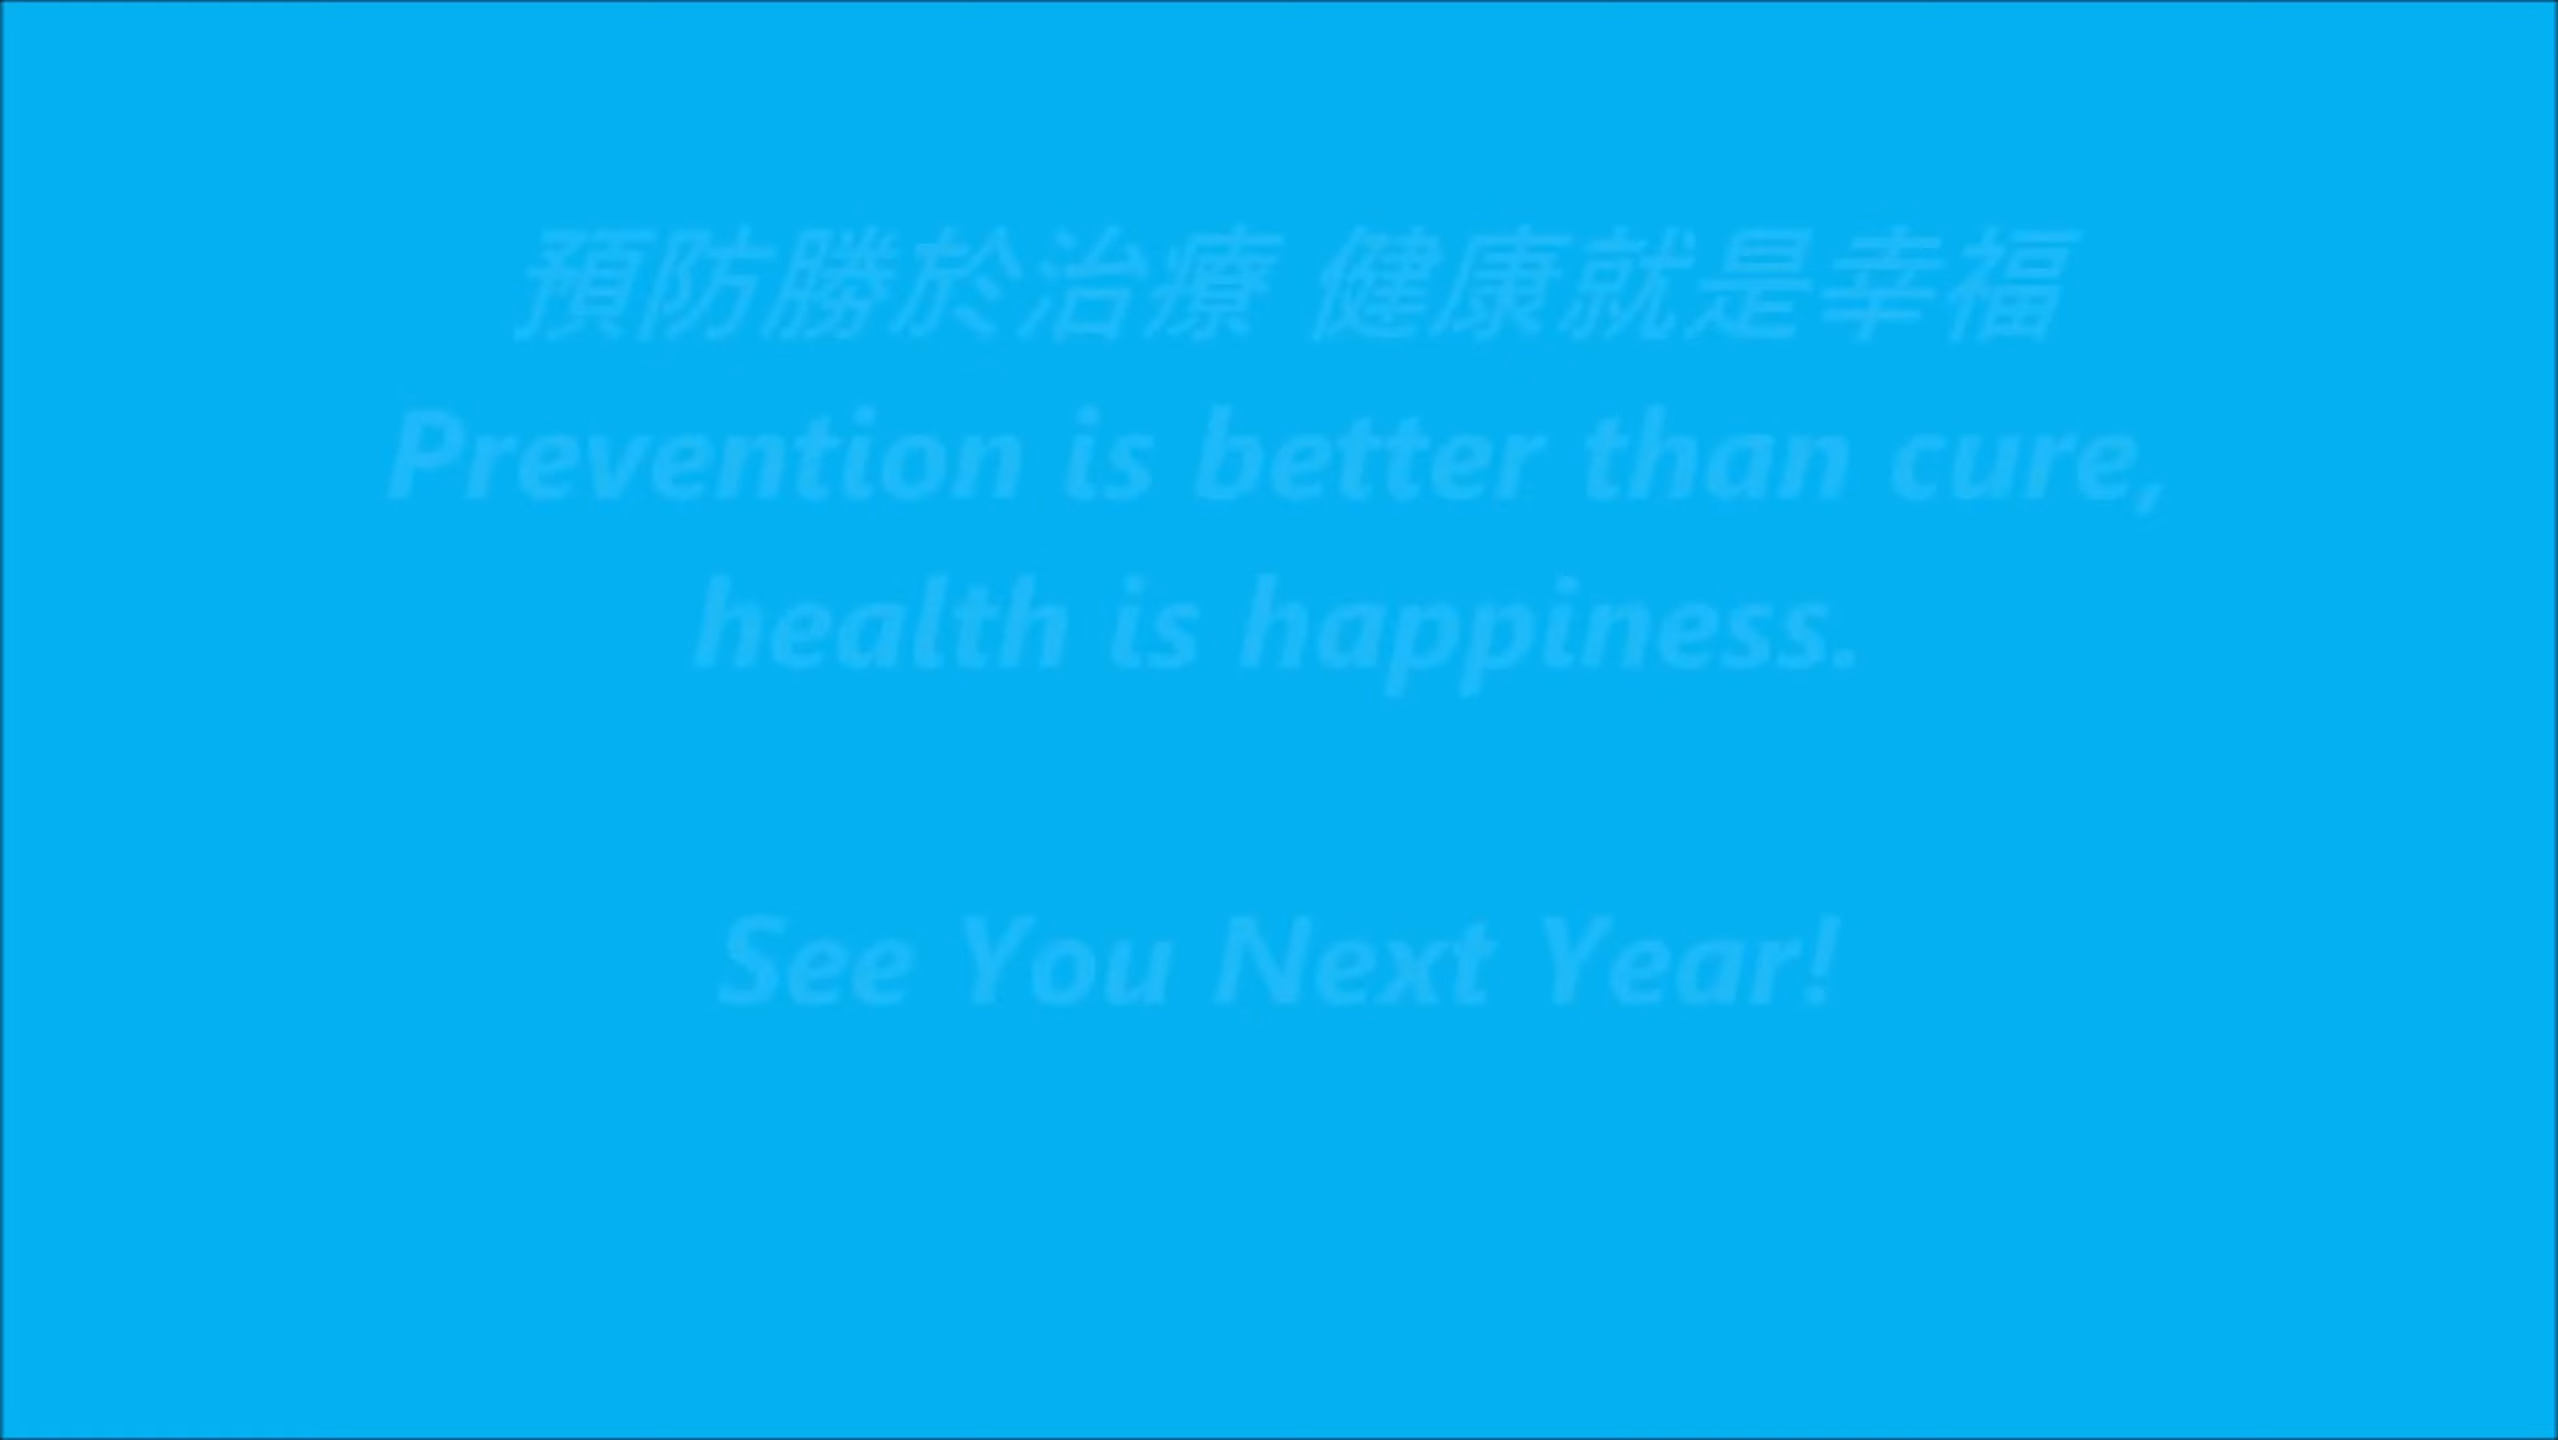 預防勝於治療 健康就是幸福
Prevention is better than cure,
health is happiness.
See You Next Year!